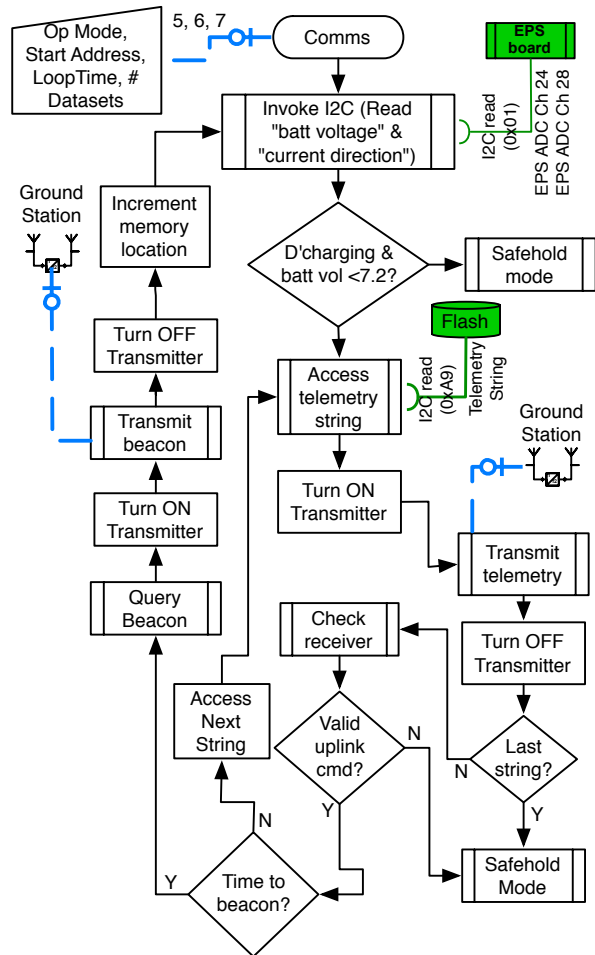 Op Mode,
Start Address,
LoopTime, #
Datasets
5, 6, 7
Comms
EPS
board
Invoke I2C (Read
"batt voltage" &
"current direction")
I2C read
(0x01)
EPS ADC Ch 24
EPS ADC Ch 28
Ground
Station
Increment
memory
location
D'charging &
batt vol <7.2?
Safehold
mode
Flash
Turn OFF
Transmitter
Access
telemetry
string
I2C read
(0xA9)
Telemetry
String
Ground
Station
Transmit
beacon
Turn ON
Transmitter
Turn ON
Transmitter
Transmit
telemetry
Query
Beacon
Check
receiver
Turn OFF
Transmitter
Access
Next
String
Valid
uplink
cmd?
N
N
Last
string?
Y
N
Y
Y
Time to
beacon?
Safehold
Mode